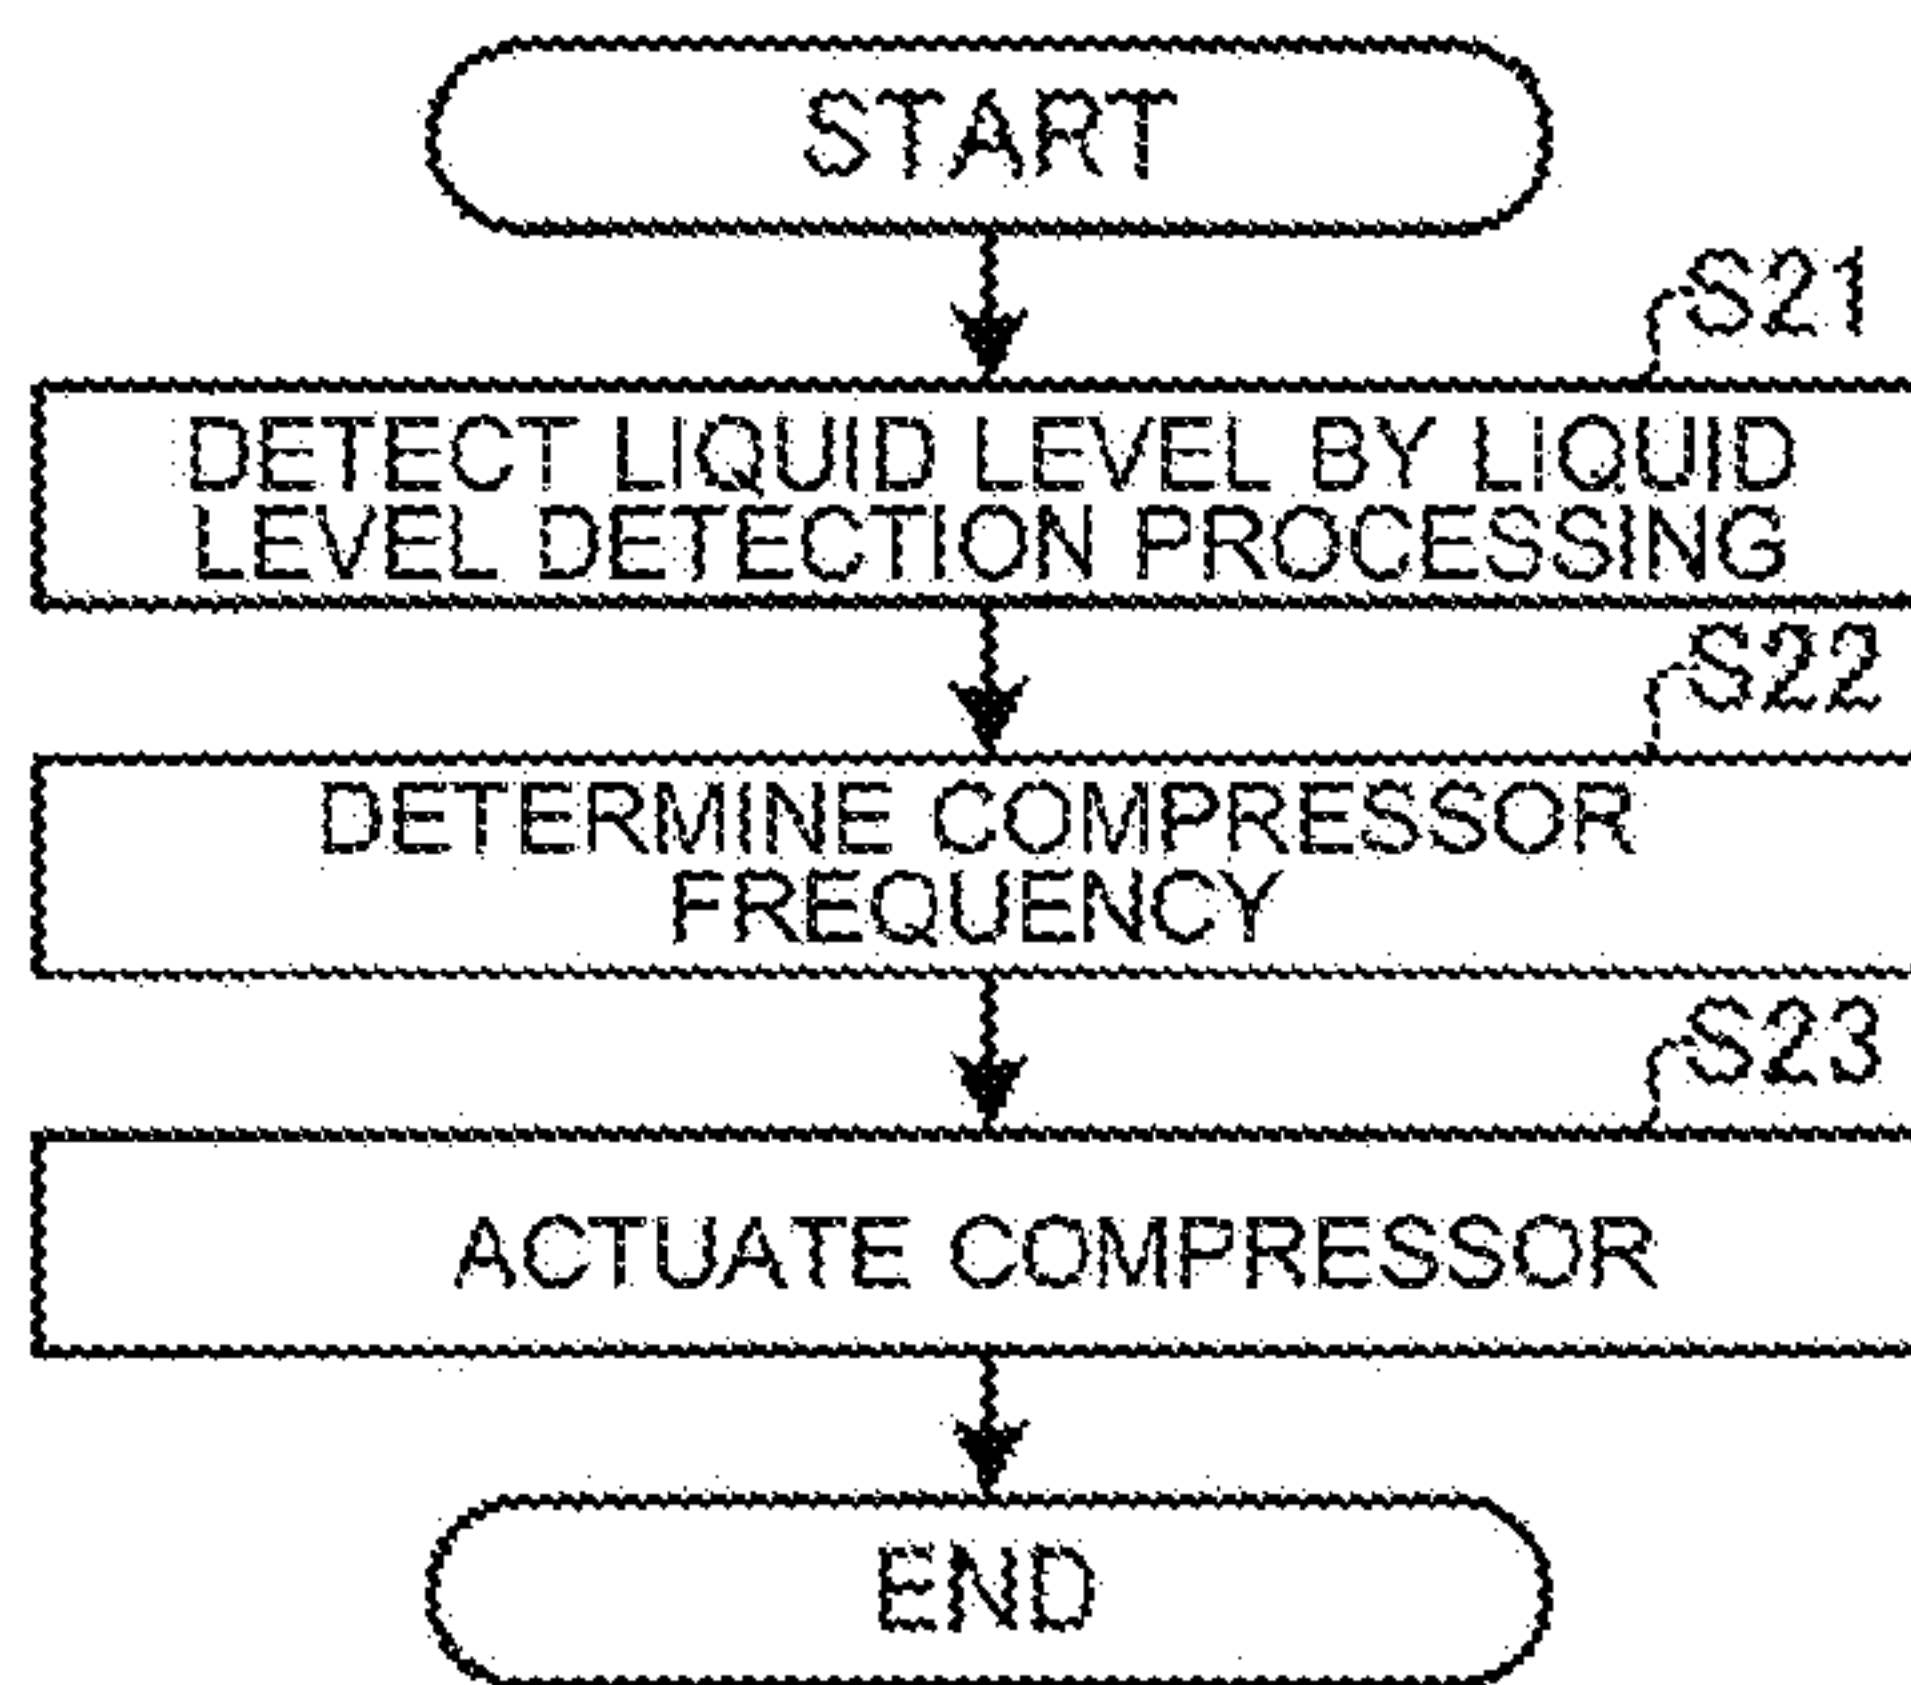 START
S21
DETECT LIQUID LEVEL BY LIQUID
LEVEL DETECTION PROCESSING
S22
DETERMINE COMPRESSOR
FREQUENCY
S23
ACTUATE COMPRESSOR
END